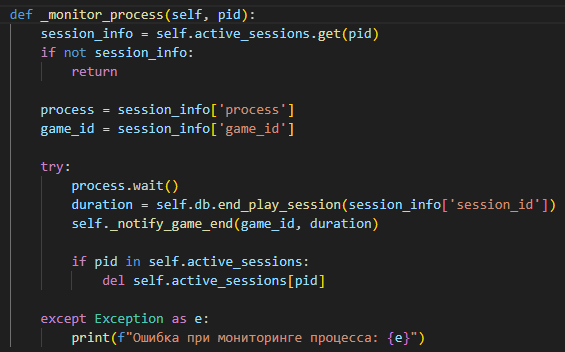 def _monitor_process(self, pid):
    session_info = self.active_sessions.get(pid)
    if not session_info:
        return

    process = session_info['process']
    game_id = session_info['game_id']

    try:
        process.wait()
        duration = self.db.end_play_session(session_info['session_id'])
        self._notify_game_end(game_id, duration)

        if pid in self.active_sessions:
            del self.active_sessions[pid]

    except Exception as e:
        print(f"Ошибка при мониторинге процесса: {e}")